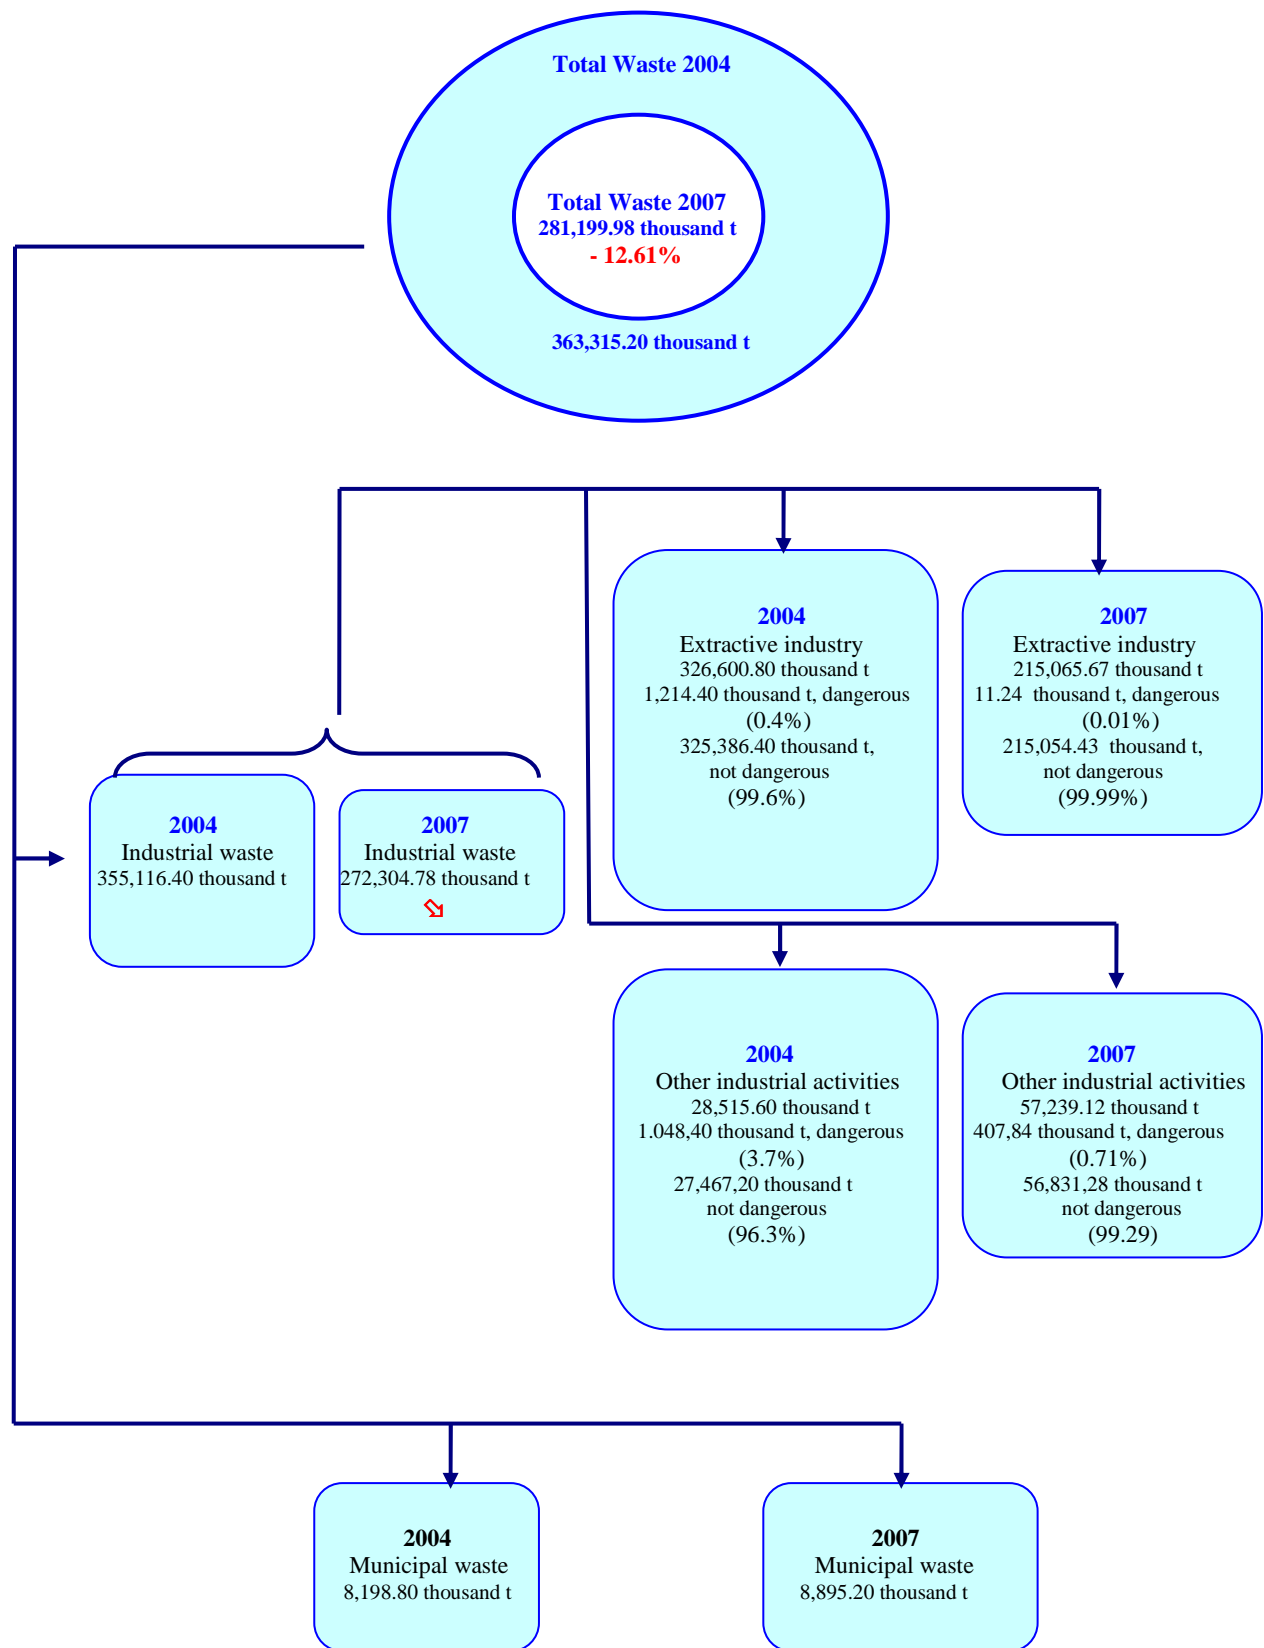 Total Waste 2004
Total Waste 2007
281,199.98 thousand t
- 12.61%
363,315.20 thousand t
2004
Extractive industry
326,600.80 thousand t
1,214.40 thousand t, dangerous
(0.4%)
325,386.40 thousand t,
not dangerous
(99.6%)
2007
Extractive industry
215,065.67 thousand t
11.24 thousand t, dangerous
(0.01%)
215,054.43 thousand t,
not dangerous
(99.99%)
2004
Industrial waste
355,116.40 thousand t
2007
Industrial waste
272,304.78 thousand t
2004
Other industrial activities
28,515.60 thousand t
1.048,40 thousand t, dangerous
(3.7%)
27,467,20 thousand t
not dangerous
(96.3%)
2007
Other industrial activities
57,239.12 thousand t
407,84 thousand t, dangerous
(0.71%)
56,831,28 thousand t
not dangerous
(99.29)
2004
Municipal waste
8,198.80 thousand t
2007
Municipal waste
8,895.20 thousand t